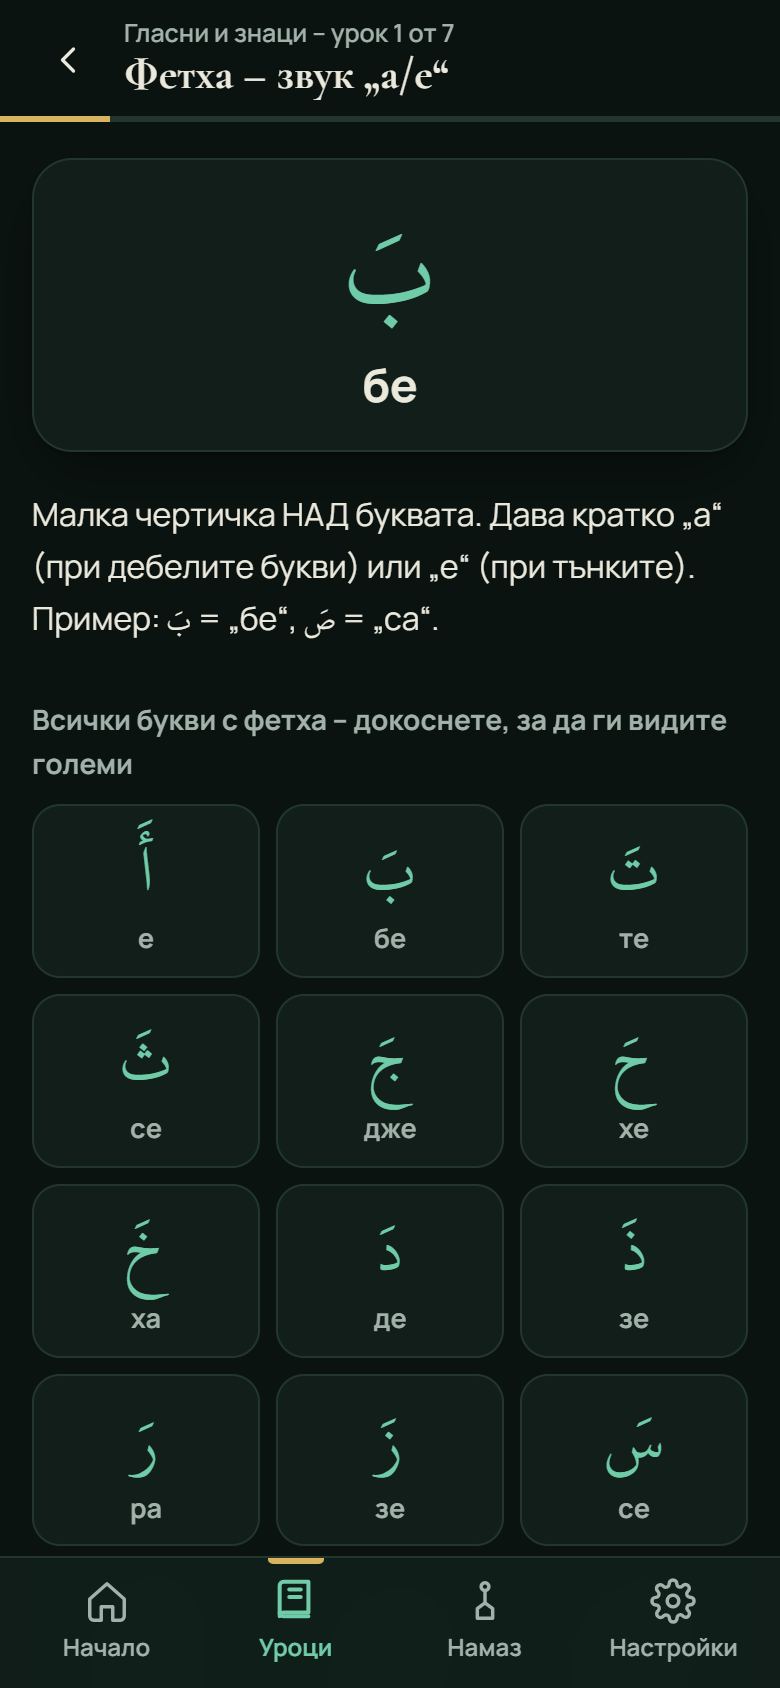 Гласни и знаци – урок 1 от 7
Фетха – звук „а/е“
بَ
бе
Малка чертичка НАД буквата. Дава кратко „а“
(при дебелите букви) или „е“ (при тънките).
Пример: بَ = „бе“, صَ = „са“.
Всички букви с фетха – докоснете, за да ги видите
големи
أَ بَ تَ
е бе те
ثَ جَ حَ
се дже хе
خَ دَ ذَ
ха де зе
رَ زَ سَ
ра зе се
Начало Уроци Намаз Настройки